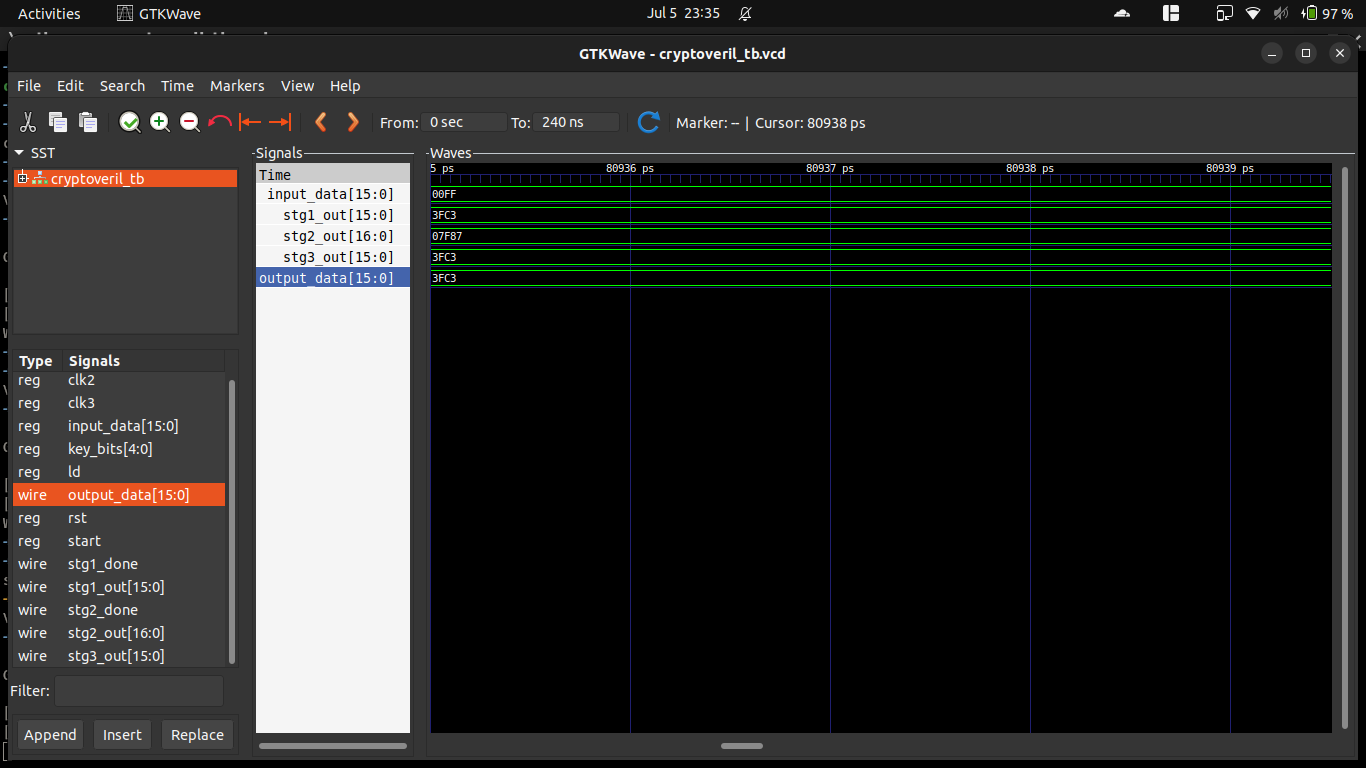 Activities GTKWave Jul 5 23:35 97 %
GTKWave - cryptoveril_tb.vcd
File Edit Search Time Markers View Help
From: 0 sec To: 240 ns Marker: -- | Cursor: 80938 ps
SST
cryptoveril_tb
Type Signals
reg clk2
reg clk3
reg input_data[15:0]
reg key_bits[4:0]
reg ld
wire output_data[15:0]
reg rst
reg start
wire stg1_done
wire stg1_out[15:0]
wire stg2_done
wire stg2_out[16:0]
wire stg3_out[15:0]
Filter:
Append Insert Replace
Signals
Time
input_data[15:0]
stg1_out[15:0]
stg2_out[16:0]
stg3_out[15:0]
output_data[15:0]
Waves
5 ps 80936 ps 80937 ps 80938 ps 80939 ps
00FF
3FC3
07F87
3FC3
3FC3